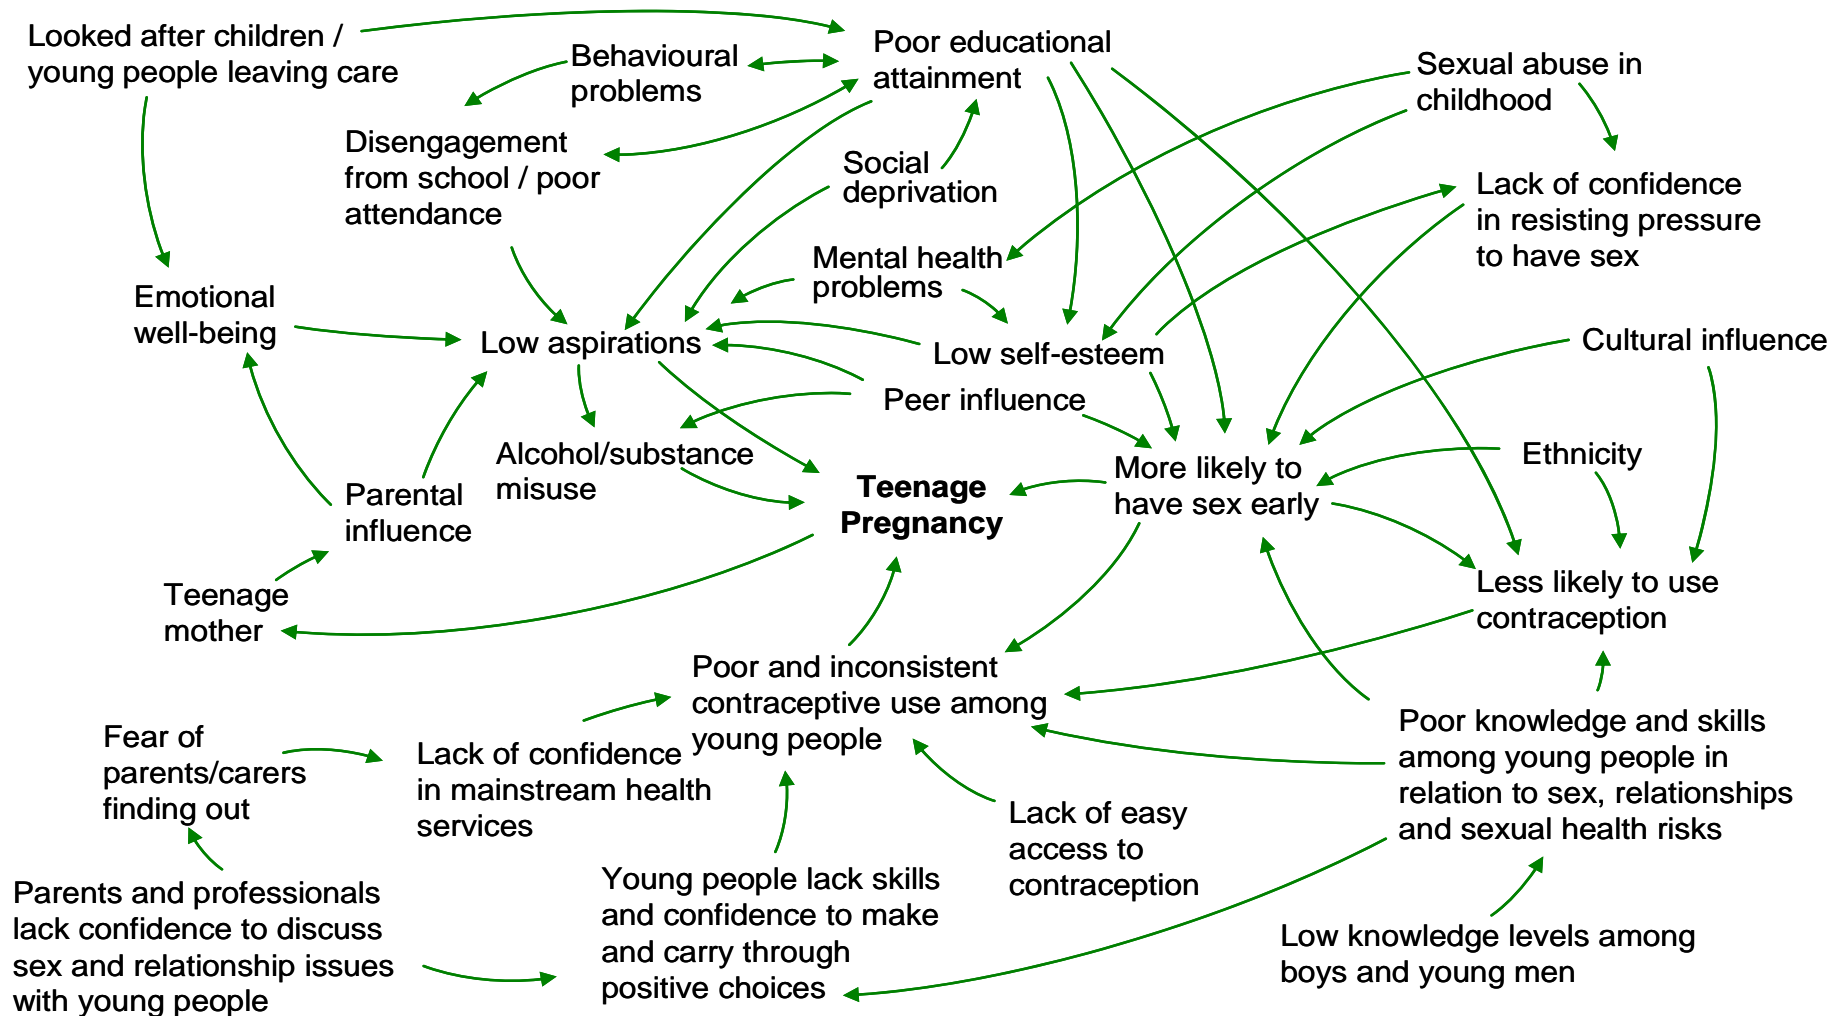 Looked after children /
young people leaving care
Behavioural
problems
Poor educational
attainment
Sexual abuse in
childhood
Disengagement
from school / poor
attendance
Social
deprivation
Lack of confidence
in resisting pressure
to have sex
Mental health
problems
Emotional
well-being
Low aspirations
Low self-esteem
Cultural influence
Peer influence
Alcohol/substance
misuse
Parental
influence
Teenage
Pregnancy
More likely to
have sex early
Ethnicity
Teenage
mother
Less likely to use
contraception
Poor and inconsistent
contraceptive use among
young people
Fear of
parents/carers
finding out
Lack of confidence
in mainstream health
services
Poor knowledge and skills
among young people in
relation to sex, relationships
and sexual health risks
Lack of easy
access to
contraception
Parents and professionals
lack confidence to discuss
sex and relationship issues
with young people
Young people lack skills
and confidence to make
and carry through
positive choices
Low knowledge levels among
boys and young men